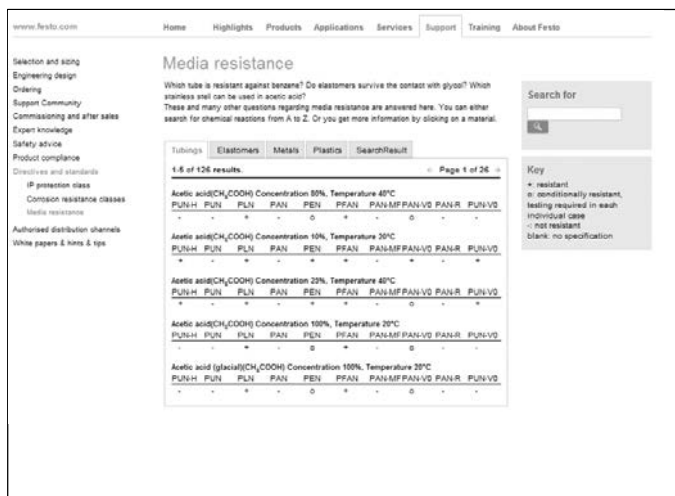 www.festo.com
Home Highlights Products Applications Services Support Training About Festo
Selection and sizing
Engineering design
Ordering
Support Community
Commissioning and after sales
Expert knowledge
Safety advice
Product compliance
Directives and standards
IP protection class
Corrosion resistance classes
Media resistance
Authorised distribution channels
White papers & hints & tips
Media resistance
Which tube is resistant against benzene? Do elastomers survive the contact with glycol? Which
stainless stell can be used in acetic acid?
These and many other questions regarding media resistance are answered here. You can either
search for chemical reactions from A to Z. Or you get more information by clicking on a material.
Tubings Elastomers Metals Plastics SearchResult
1-5 of 126 results. Page 1 of 26
Acetic acid(CH₃COOH) Concentration 80%, Temperature 40°C
PUN-H PUN PLN PAN PEN PFAN PAN-MF PAN-V0 PAN-R PUN-V0
- - + - o + - o - -
Acetic acid(CH₃COOH) Concentration 10%, Temperature 20°C
PUN-H PUN PLN PAN PEN PFAN PAN-MF PAN-V0 PAN-R PUN-V0
+ - + - + + - + - +
Acetic acid(CH₃COOH) Concentration 25%, Temperature 40°C
PUN-H PUN PLN PAN PEN PFAN PAN-MF PAN-V0 PAN-R PUN-V0
+ - + - + + - o - +
Acetic acid(CH₃COOH) Concentration 100%, Temperature 20°C
PUN-H PUN PLN PAN PEN PFAN PAN-MF PAN-V0 PAN-R PUN-V0
- - + - o + - o - -
Acetic acid (glacial)(CH₃COOH) Concentration 100%, Temperature 20°C
PUN-H PUN PLN PAN PEN PFAN PAN-MF PAN-V0 PAN-R PUN-V0
- - + - o + - o - -
Search for
Key
+: resistant
o: conditionally resistant,
testing required in each
individual case
-: not resistant
blank: no specification